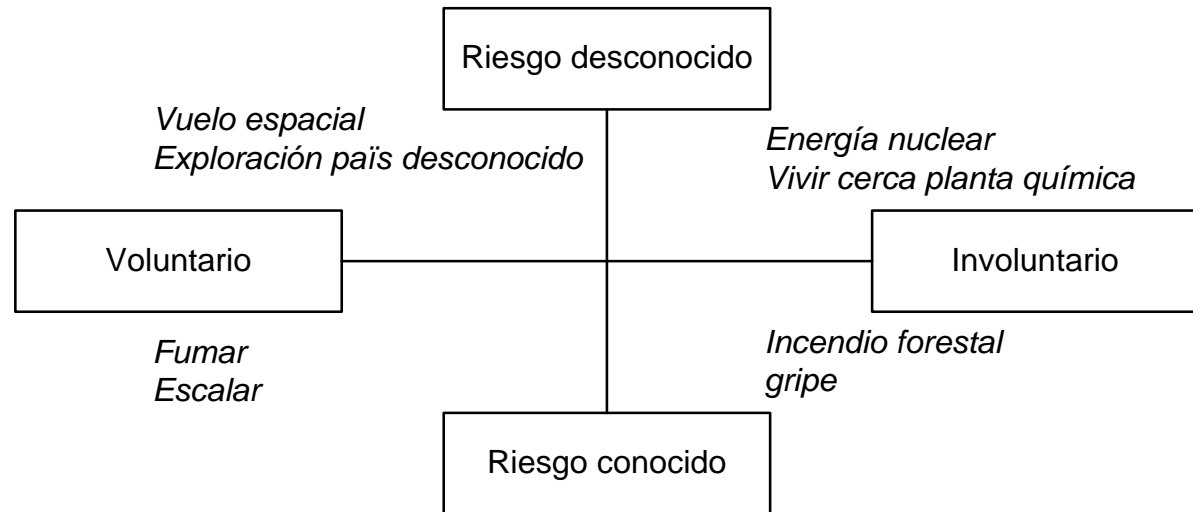 Riesgo desconocido
Vuelo espacial
Exploración païs desconocido
Energía nuclear
Vivir cerca planta química
Voluntario
Involuntario
Fumar
Escalar
Incendio forestal
gripe
Riesgo conocido